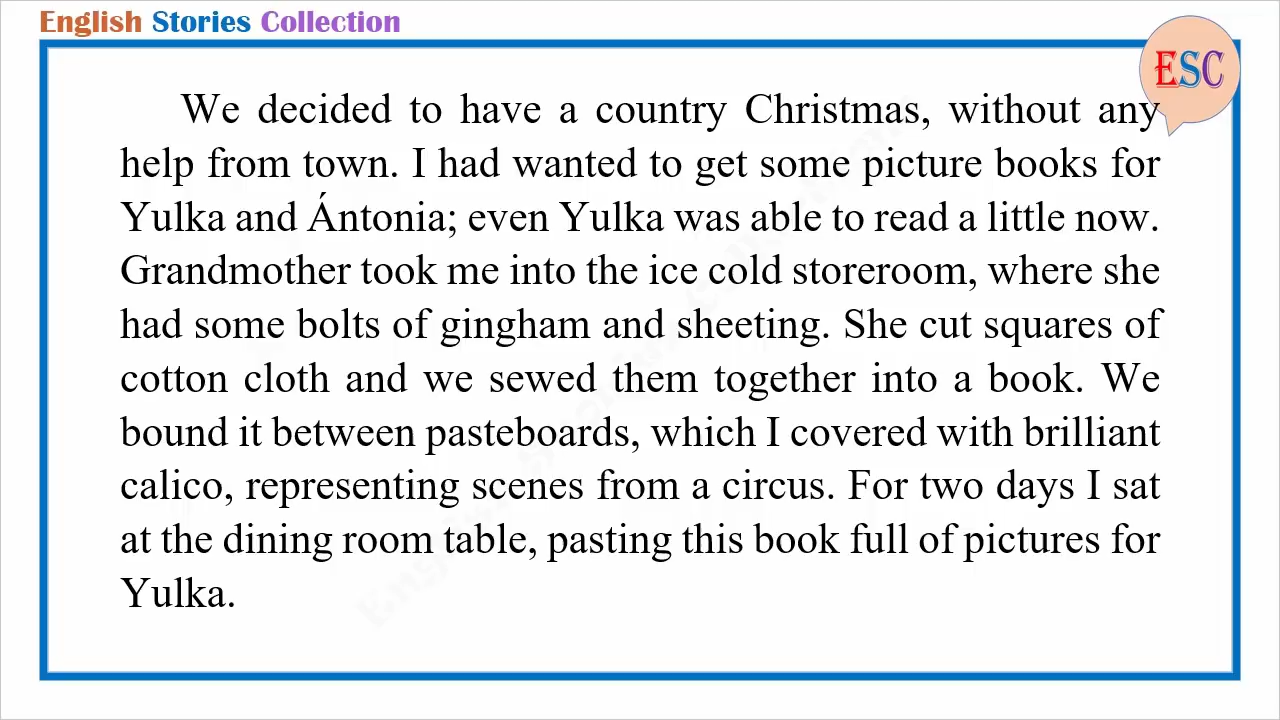 English Stories Collection
ESC
We decided to have a country Christmas, without any
help from town. I had wanted to get some picture books for
Yulka and Ántonia; even Yulka was able to read a little now.
Grandmother took me into the ice cold storeroom, where she
had some bolts of gingham and sheeting. She cut squares of
cotton cloth and we sewed them together into a book. We
bound it between pasteboards, which I covered with brilliant
calico, representing scenes from a circus. For two days I sat
at the dining room table, pasting this book full of pictures for
Yulka.